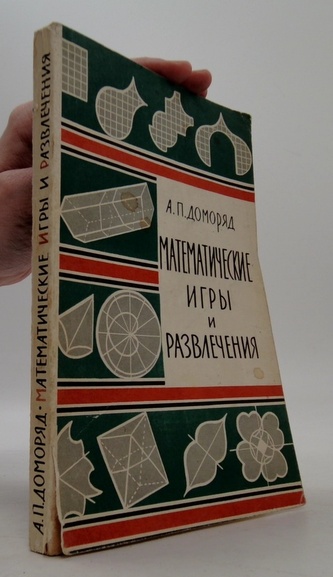 А.П.ДОМОРЯД
МАТЕМАТИЧЕСКИЕ
ИГРЫ
И
РАЗВЛЕЧЕНИЯ
А.П.ДОМОРЯД·МАТЕМАТИЧЕСКИЕ ИГРЫ И РАЗВЛЕЧЕНИЯ